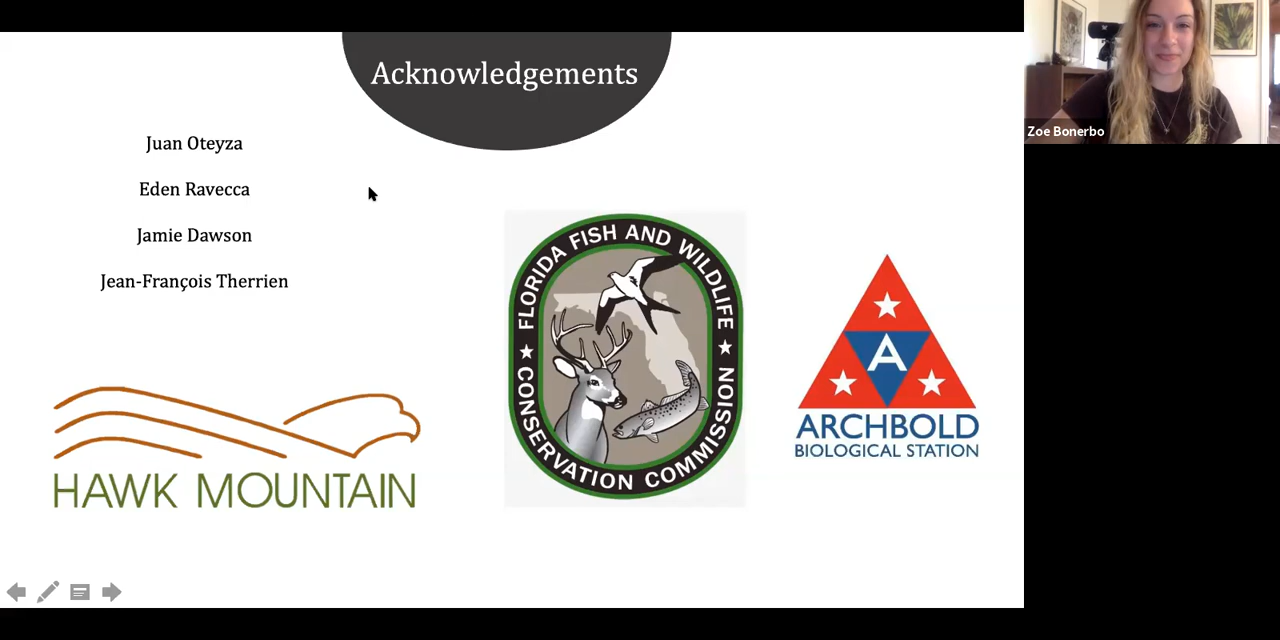 Acknowledgements
Juan Oteyza
Eden Ravecca
Jamie Dawson
Jean-François Therrien
HAWK MOUNTAIN
FLORIDA FISH AND WILDLIFE
CONSERVATION COMMISSION
A
ARCHBOLD
BIOLOGICAL STATION
Zoe Bonerbo